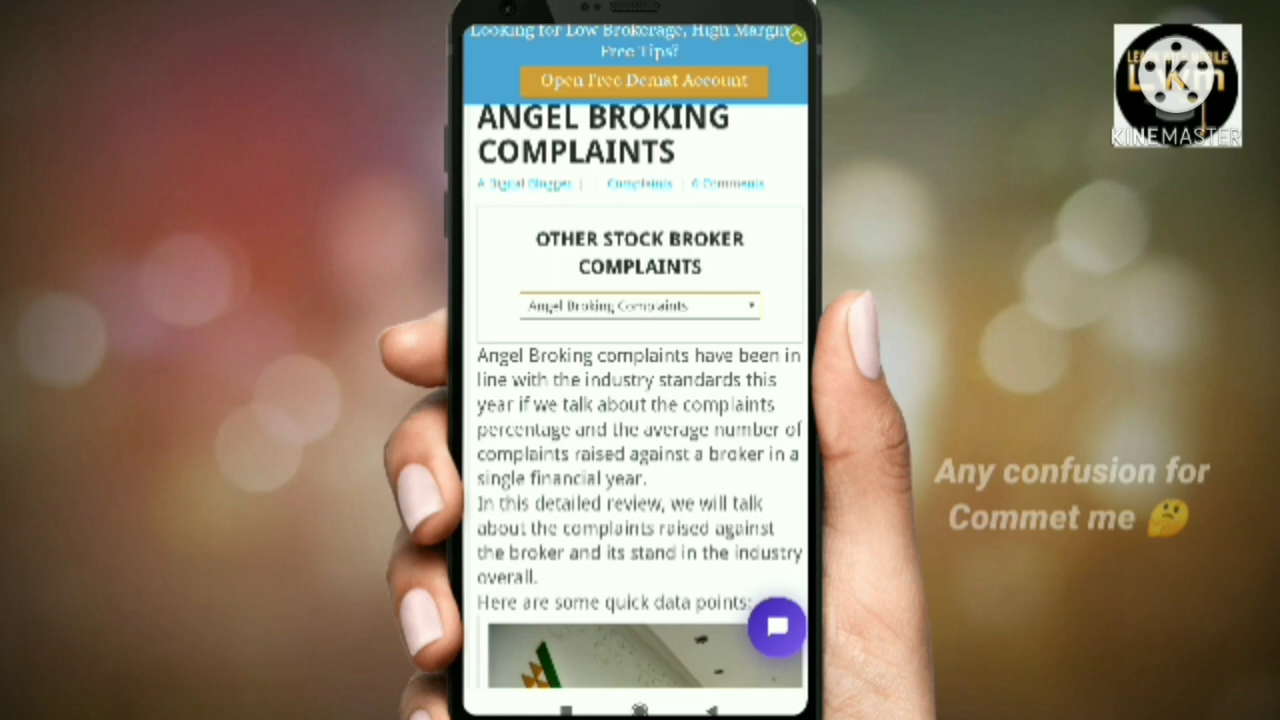 Looking for Low Brokerage, High Margin,
Free Tips?
Open Free Demat Account
ANGEL BROKING
COMPLAINTS
A Digital Blogger | Complaints | 6 Comments
OTHER STOCK BROKER
COMPLAINTS
Angel Broking Complaints
Angel Broking complaints have been in
line with the industry standards this
year if we talk about the complaints
percentage and the average number of
complaints raised against a broker in a
single financial year.
In this detailed review, we will talk
about the complaints raised against
the broker and its stand in the industry
overall.
Here are some quick data points:
K
KINEMASTER
Any confusion for
Commet me 🤔